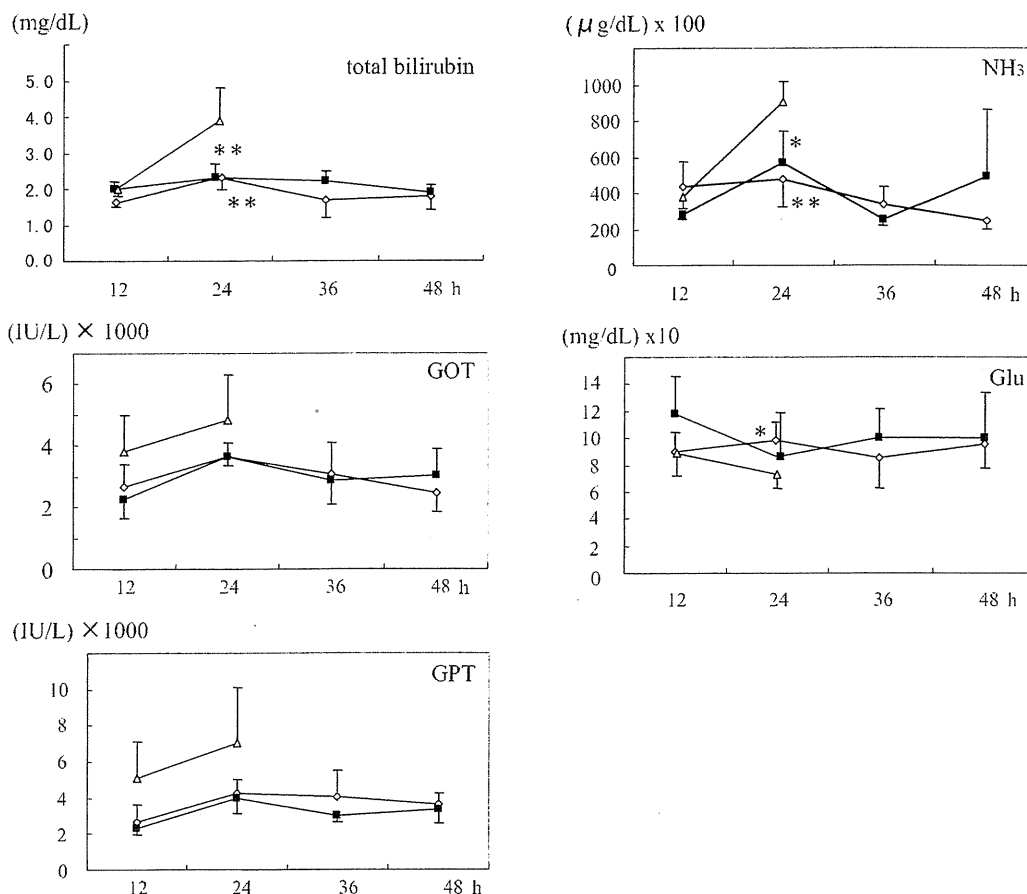 (mg/dL)
total bilirubin
5.0
4.0
3.0
2.0
1.0
0.0
**
**
12 24 36 48 h
(μg/dL) x 100
NH3
1000
800
600
400
200
0
*
**
12 24 36 48 h
(IU/L) × 1000
GOT
6
4
2
0
12 24 36 48 h
(mg/dL) x10
Glu
14
12
10
8
6
4
2
0
*
12 24 36 48 h
(IU/L) ×1000
GPT
10
8
6
4
2
0
12 24 36 48 h